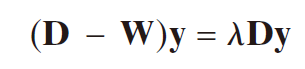 (D − W)y = λDy